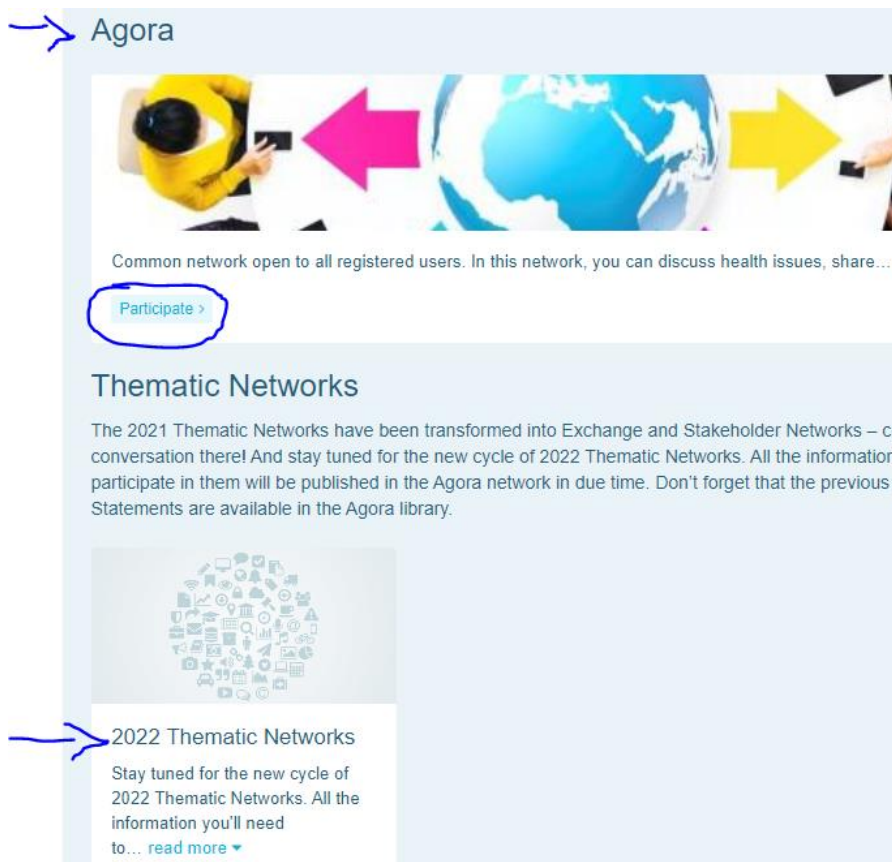 Agora
Common network open to all registered users. In this network, you can discuss health issues, share...
Participate >
Thematic Networks
The 2021 Thematic Networks have been transformed into Exchange and Stakeholder Networks – c
conversation there! And stay tuned for the new cycle of 2022 Thematic Networks. All the information
participate in them will be published in the Agora network in due time. Don't forget that the previous
Statements are available in the Agora library.
2022 Thematic Networks
Stay tuned for the new cycle of
2022 Thematic Networks. All the
information you'll need
to... read more